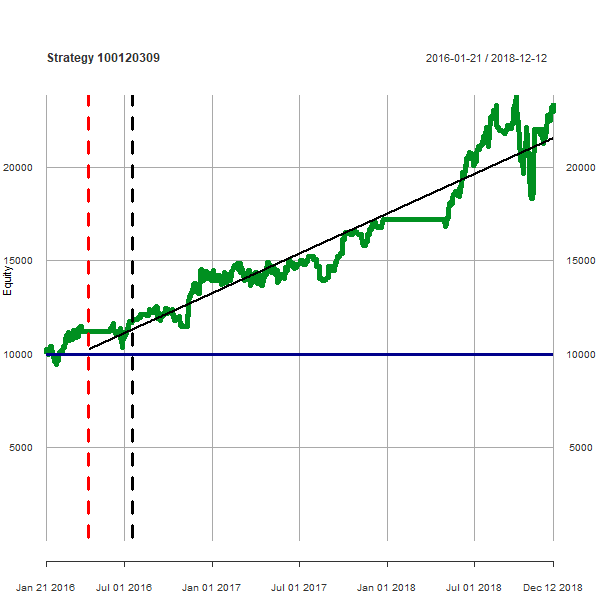 Strategy 100120309
2016-01-21 / 2018-12-12
20000
20000
15000
15000
Equity
10000
10000
5000
5000
Jan 21 2016
Jul 01 2016
Jan 01 2017
Jul 01 2017
Jan 01 2018
Jul 01 2018
Dec 12 2018